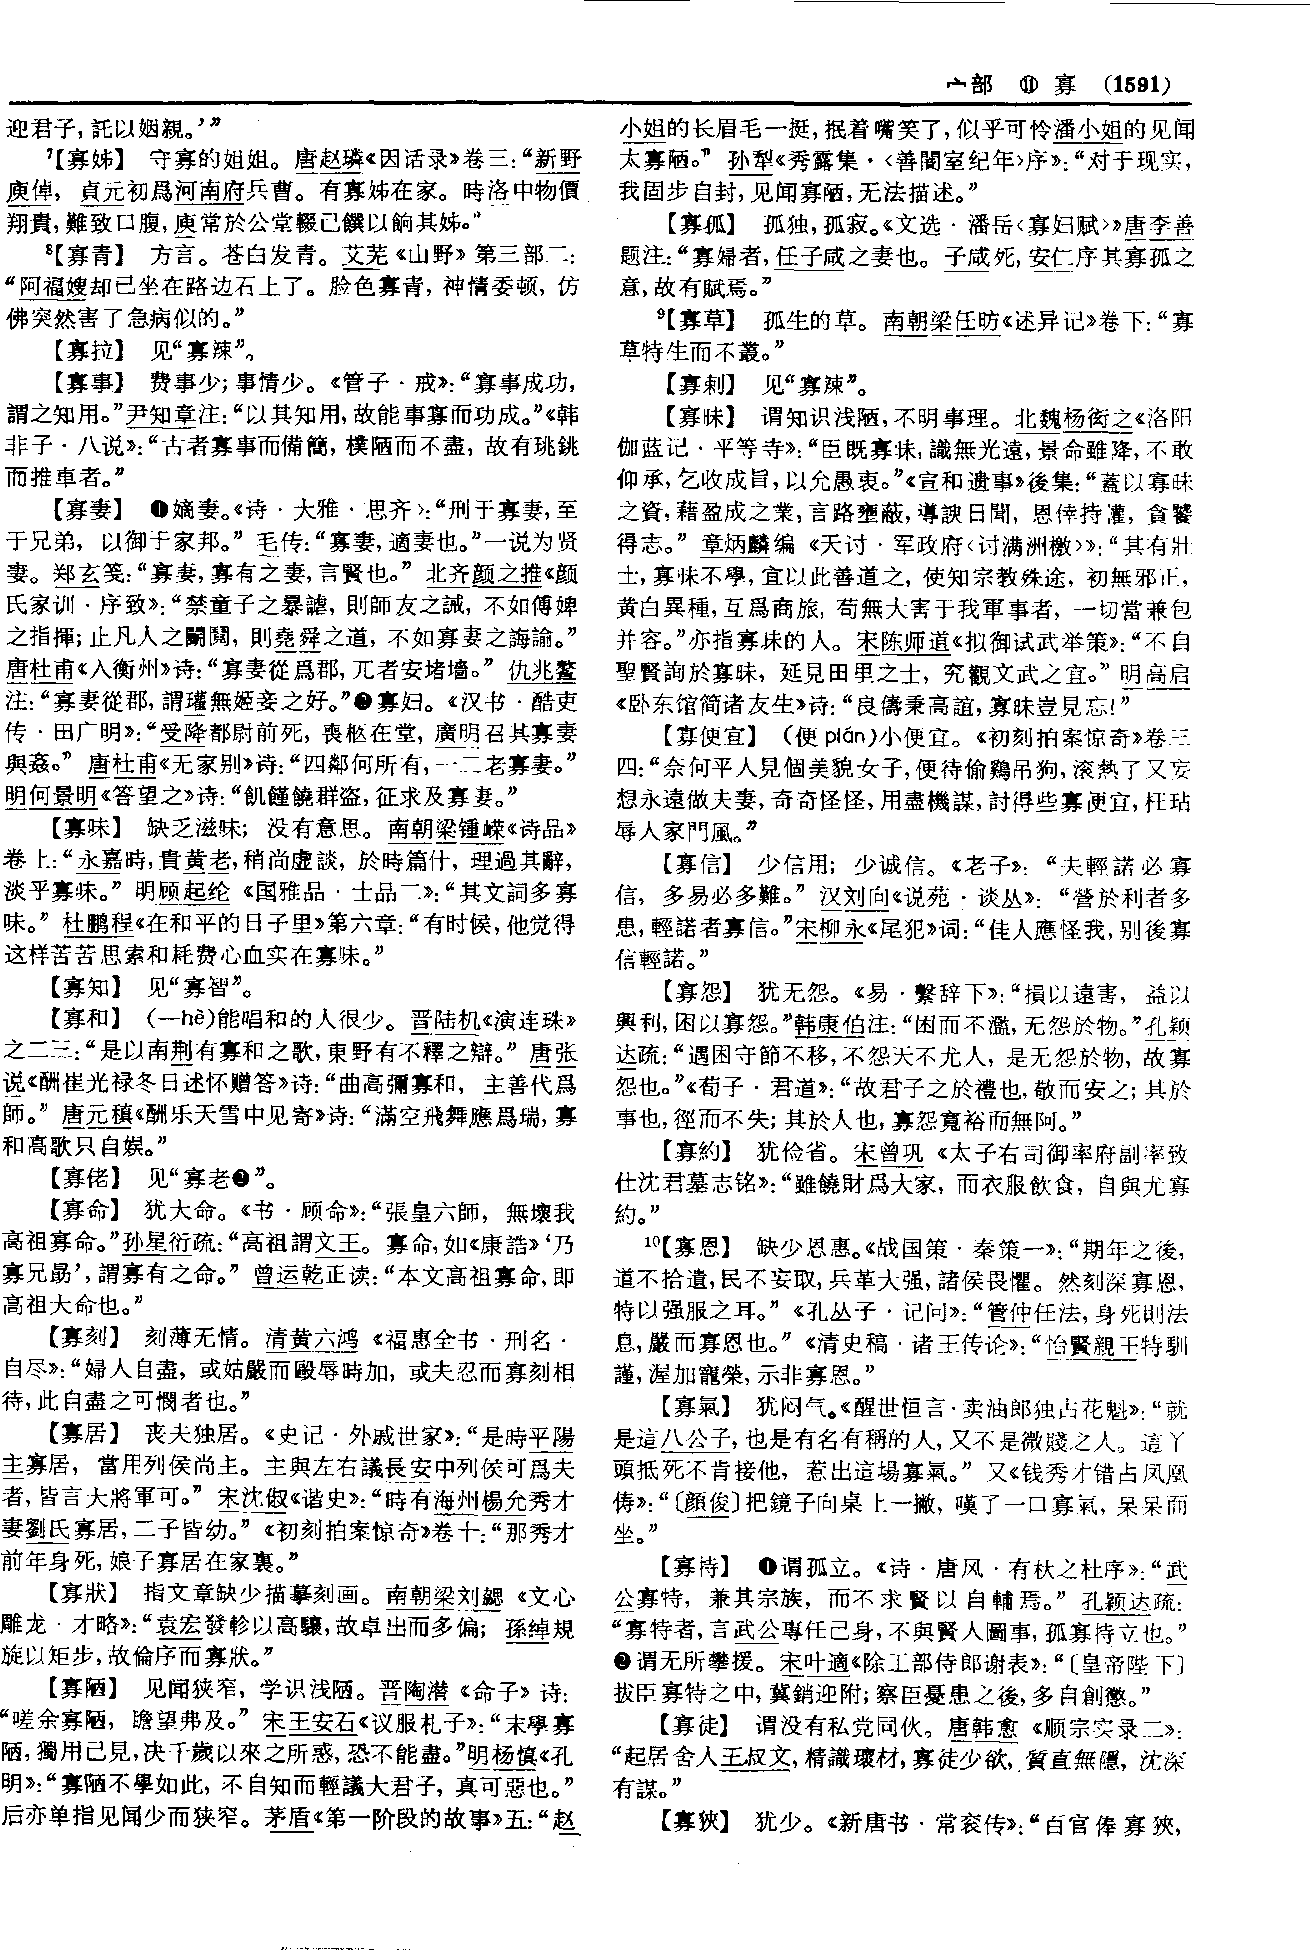 宀部 ⑪ 寡 (1591)
迎君子,託以姻親。’”
⁷【寡姊】 守寡的姐姐。唐赵璘《因话录》卷三:“新野
庾倬, 貞元初爲河南府兵曹。有寡姊在家。時洛中物價
翔貴,難致口腹,庾常於公堂輟己饌以餉其姊。”
⁸【寡青】 方言。苍白发青。艾芜《山野》第三部二:
“阿福嫂却已坐在路边石上了。脸色寡青,神情委顿,仿
佛突然害了急病似的。”
【寡拉】 见“寡辣”。
【寡事】 费事少;事情少。《管子·戒》:“寡事成功,
謂之知用。”尹知章注:“以其知用,故能事寡而功成。”《韩
非子·八说》:“古者寡事而備簡,樸陋而不盡,故有珧銚
而推車者。”
【寡妻】 ❶嫡妻。《诗·大雅·思齐》:“刑于寡妻,至
于兄弟, 以御于家邦。”毛传:“寡妻,適妻也。”一说为贤
妻。郑玄笺:“寡妻,寡有之妻,言賢也。”北齐颜之推《颜
氏家训·序致》:“禁童子之暴謔,則師友之誡,不如傅婢
之指揮;止凡人之鬭鬩,則堯舜之道,不如寡妻之誨諭。”
唐杜甫《入衡州》诗:“寡妻從爲郡,兀者安堵墻。”仇兆鳌
注:“寡妻從郡,謂瓘無姬妾之好。”❷寡妇。《汉书·酷吏
传·田广明》:“受降都尉前死,喪柩在堂,廣明召其寡妻
與姦。”唐杜甫《无家别》诗:“四鄰何所有,一二老寡妻。”
明何景明《答望之》诗:“飢饉饒群盗,征求及寡妻。”
【寡味】 缺乏滋味;没有意思。南朝梁锺嵘《诗品》
卷上:“永嘉時,貴黄老,稍尚虚談,於時篇什,理過其辭,
淡乎寡味。”明顾起纶《国雅品·士品二》:“其文詞多寡
味。”杜鹏程《在和平的日子里》第六章:“有时候,他觉得
这样苦苦思索和耗费心血实在寡味。”
【寡知】 见“寡智”。
【寡和】 (—hè)能唱和的人很少。晋陆机《演连珠》
之二三:“是以南荆有寡和之歌,東野有不釋之辯。”唐张
说《酬崔光禄冬日述怀赠答》诗:“曲高彌寡和, 主善代爲
師。”唐元稹《酬乐天雪中见寄》诗:“滿空飛舞應爲瑞,寡
和高歌只自娱。”
【寡佬】 见“寡老❷”。
【寡命】 犹大命。《书·顾命》:“張皇六師, 無壞我
高祖寡命。”孙星衍疏:“高祖謂文王。寡命,如《康誥》‘乃
寡兄勗’,謂寡有之命。”曾运乾正读:“本文高祖寡命,即
高祖大命也。”
【寡刻】 刻薄无情。清黄六鸿《福惠全书·刑名·
自尽》:“婦人自盡,或姑嚴而毆辱時加,或夫忍而寡刻相
待,此自盡之可憫者也。”
【寡居】 丧夫独居。《史记·外戚世家》:“是時平陽
主寡居,當用列侯尚主。主與左右議長安中列侯可爲夫
者,皆言大將軍可。”宋沈俶《谐史》:“時有海州楊允秀才
妻劉氏寡居,二子皆幼。”《初刻拍案惊奇》卷十:“那秀才
前年身死,娘子寡居在家裏。”
【寡狀】 指文章缺少描摹刻画。南朝梁刘勰《文心
雕龙·才略》:“袁宏發軫以高驤,故卓出而多偏;孫綽規
旋以矩步,故倫序而寡狀。”
【寡陋】 见闻狭窄,学识浅陋。晋陶潜《命子》诗:
“嗟余寡陋,瞻望弗及。”宋王安石《议服札子》:“末學寡
陋,獨用己見,决千歲以來之所惑,恐不能盡。”明杨慎《孔
明》:“寡陋不學如此,不自知而輕議大君子,真可惡也。”
后亦单指见闻少而狭窄。茅盾《第一阶段的故事》五:“赵
小姐的长眉毛一挺,抿着嘴笑了,似乎可怜潘小姐的见闻
太寡陋。”孙犁《秀露集·〈善闇室纪年〉序》:“对于现实,
我固步自封,见闻寡陋,无法描述。”
【寡孤】 孤独,孤寂。《文选·潘岳〈寡妇赋〉》唐李善
题注:“寡婦者,任子咸之妻也。子咸死,安仁序其寡孤之
意,故有賦焉。”
⁹【寡草】 孤生的草。南朝梁任昉《述异记》卷下:“寡
草特生而不叢。”
【寡剌】 见“寡辣”。
【寡昧】 谓知识浅陋,不明事理。北魏杨衒之《洛阳
伽蓝记·平等寺》:“臣既寡昧,識無光遠,景命雖降,不敢
仰承,乞收成旨,以允愚衷。”《宣和遗事》後集:“蓋以寡昧
之資,藉盈成之業,言路壅蔽,導諛日聞,恩倖持權,貪饕
得志。”章炳麟编《天讨·军政府〈讨满洲檄〉》:“其有壯
士,寡昧不學,宜以此善道之,使知宗教殊途,初無邪正,
黄白異種,互爲商旅,苟無大害于我軍事者,一切當兼包
并容。”亦指寡昧的人。宋陈师道《拟御试武举策》:“不自
聖賢詢於寡昧,延見田里之士,究觀文武之宜。”明高启
《卧东馆简诸友生》诗:“良儔秉高誼,寡昧豈見忘!”
【寡便宜】 (便 pián)小便宜。《初刻拍案惊奇》卷三
四:“奈何平人見個美貌女子,便待偷鷄吊狗,滚熱了又妄
想永遠做夫妻,奇奇怪怪,用盡機謀,討得些寡便宜,枉玷
辱人家門風。”
【寡信】 少信用;少诚信。《老子》:“夫輕諾必寡
信,多易必多難。”汉刘向《说苑·谈丛》:“營於利者多
患,輕諾者寡信。”宋柳永《尾犯》词:“佳人應怪我,别後寡
信輕諾。”
【寡怨】 犹无怨。《易·繫辞下》:“損以遠害,益以
興利,困以寡怨。”韩康伯注:“困而不濫,无怨於物。”孔颖
达疏:“遇困守節不移,不怨天不尤人,是无怨於物,故寡
怨也。”《荀子·君道》:“故君子之於禮也,敬而安之;其於
事也,徑而不失;其於人也,寡怨寬裕而無阿。”
【寡約】 犹俭省。宋曾巩《太子右司御率府副率致
仕沈君墓志铭》:“雖饒財爲大家,而衣服飲食,自與尤寡
約。”
¹⁰【寡恩】 缺少恩惠。《战国策·秦策一》:“期年之後,
道不拾遺,民不妄取,兵革大强,諸侯畏懼。然刻深寡恩,
特以强服之耳。”《孔丛子·记问》:“管仲任法,身死則法
息,嚴而寡恩也。”《清史稿·诸王传论》:“怡賢親王特馴
謹,渥加寵榮,示非寡恩。”
【寡氣】 犹闷气。《醒世恒言·卖油郎独占花魁》:“就
是這八公子,也是有名有稱的人,又不是微賤之人。這丫
頭抵死不肯接他,惹出這場寡氣。”又《钱秀才错占凤凰
俦》:“〔顔俊〕把鏡子向桌上一撇,嘆了一口寡氣,呆呆而
坐。”
【寡特】 ❶谓孤立。《诗·唐风·有杕之杜序》:“武
公寡特,兼其宗族,而不求賢以自輔焉。”孔颖达疏:
“寡特者,言武公專任己身,不與賢人圖事,孤寡特立也。”
❷谓无所攀援。宋叶適《除工部侍郎谢表》:“〔皇帝陛下〕
拔臣寡特之中,冀銷迎附;察臣憂患之後,多自創懲。”
【寡徒】 谓没有私党同伙。唐韩愈《顺宗实录二》:
“起居舍人王叔文,精識瓌材,寡徒少欲,質直無隱,沈深
有謀。”
【寡狹】 犹少。《新唐书·常衮传》:“百官俸寡狹,